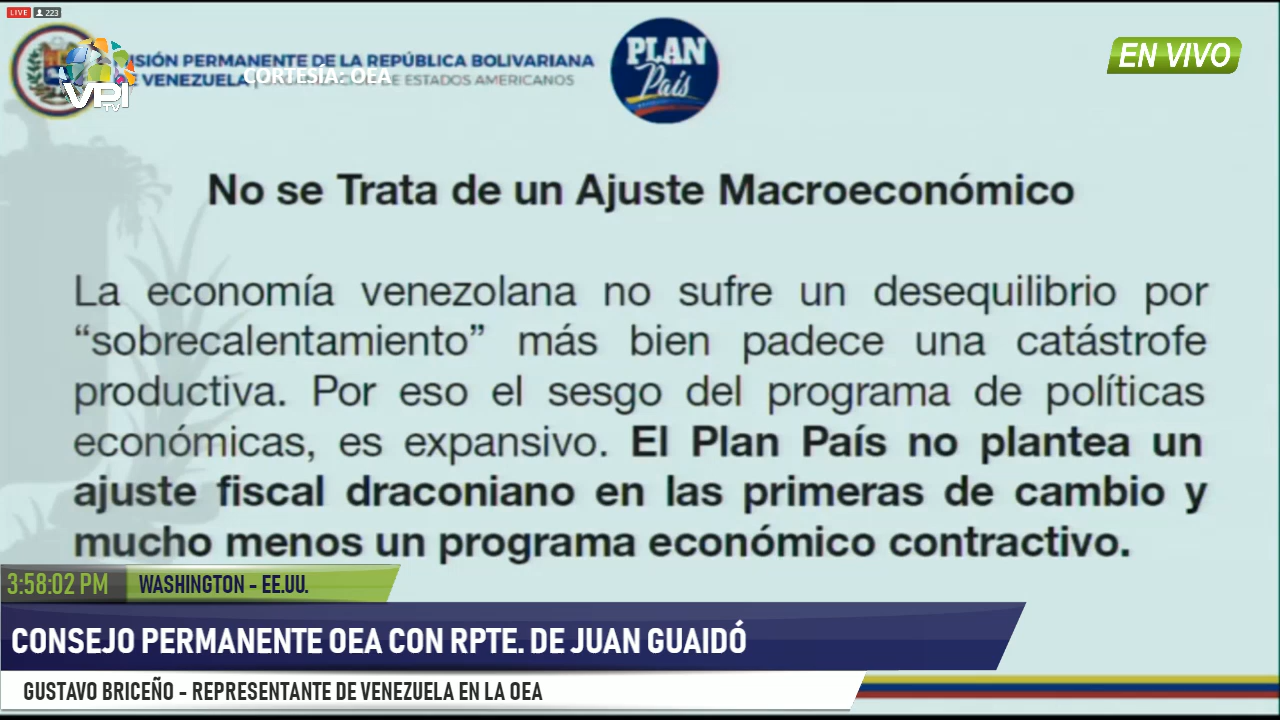 LIVE 223
SIÓN PERMANENTE DE LA REPÚBLICA BOLIVARIANA
VENEZUELA | DE ESTADOS AMERICANOS
CORTESÍA: OEA
VPI
TV
PLAN
País
EN VIVO
No se Trata de un Ajuste Macroeconómico
La economía venezolana no sufre un desequilibrio por
“sobrecalentamiento” más bien padece una catástrofe
productiva. Por eso el sesgo del programa de políticas
económicas, es expansivo. El Plan País no plantea un
ajuste fiscal draconiano en las primeras de cambio y
mucho menos un programa económico contractivo.
3:58:02 PM WASHINGTON - EE.UU.
CONSEJO PERMANENTE OEA CON RPTE. DE JUAN GUAIDÓ
GUSTAVO BRICEÑO - REPRESENTANTE DE VENEZUELA EN LA OEA